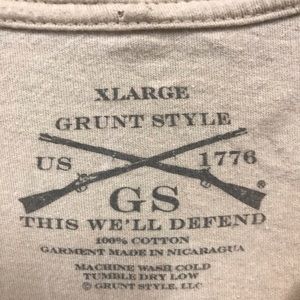 XLARGE
GRUNT STYLE
US 1776
GS ®
THIS WE'LL DEFEND
100% COTTON
GARMENT MADE IN NICARAGUA
MACHINE WASH COLD
TUMBLE DRY LOW
© GRUNT STYLE, LLC